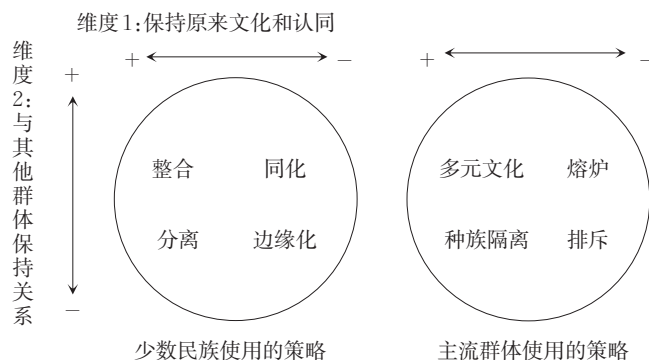 维度1:保持原来文化和认同
维度2:与其他群体保持关系
+ −
+
−
整合 同化
分离 边缘化
少数民族使用的策略
+ −
多元文化 熔炉
种族隔离 排斥
主流群体使用的策略